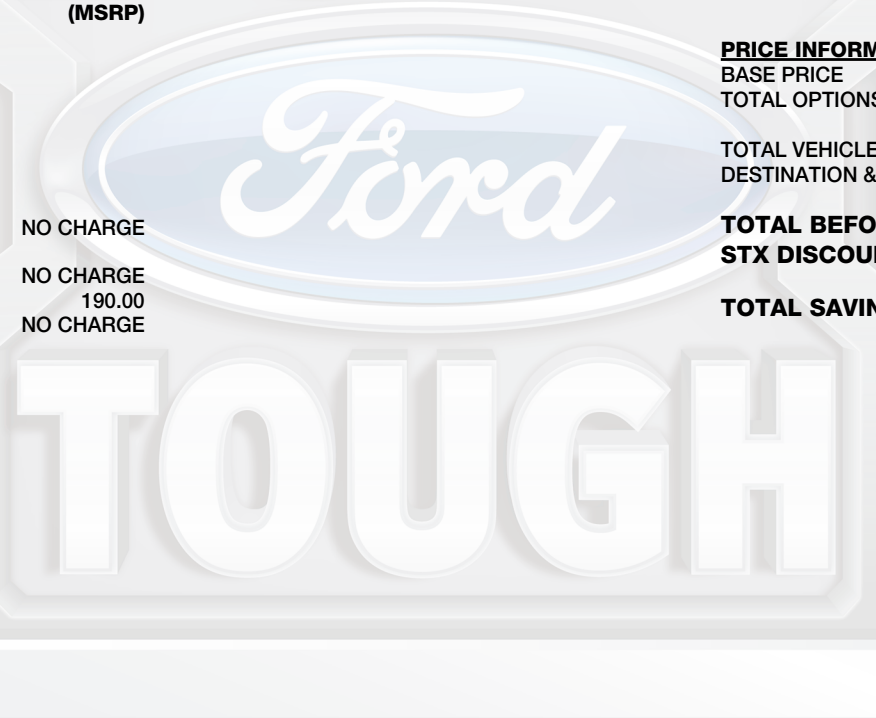 (MSRP)
NO CHARGE
NO CHARGE
190.00
NO CHARGE
PRICE INFORM
BASE PRICE
TOTAL OPTIONS
TOTAL VEHICLE
DESTINATION &
TOTAL BEFO
STX DISCOU
TOTAL SAVIN
Ford
TOUGH